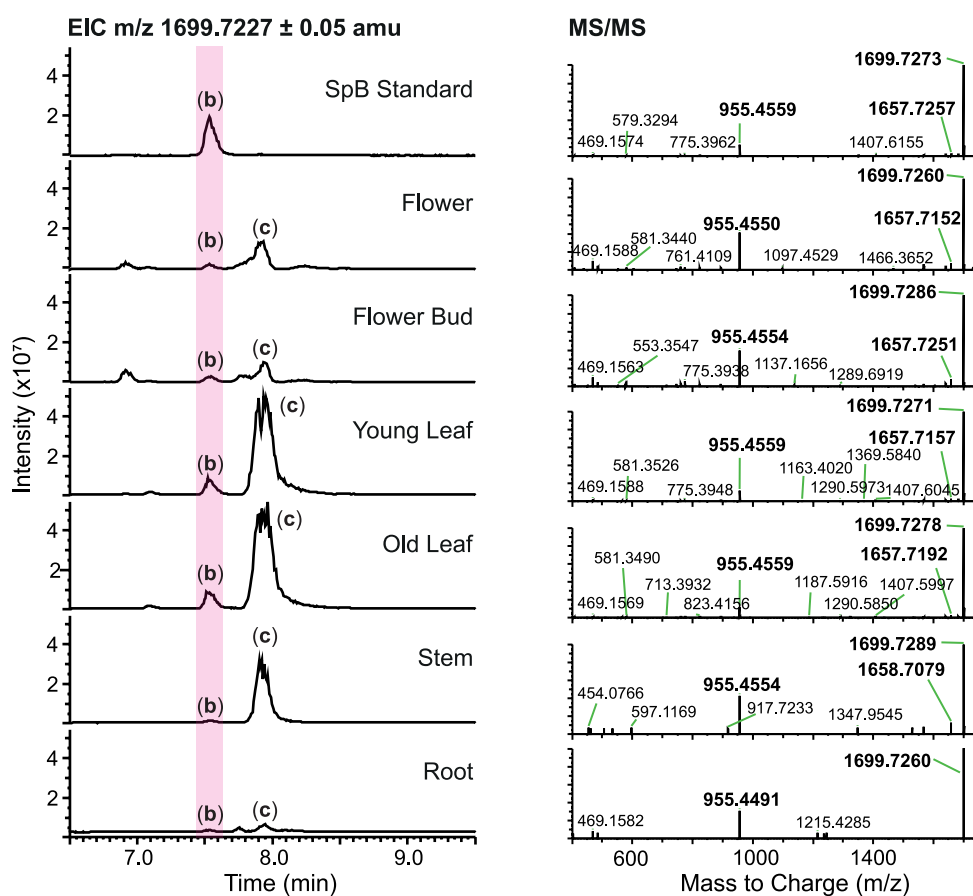 EIC m/z 1699.7227 ± 0.05 amu
MS/MS
Intensity (x10⁷)
4
2
SpB Standard
(b)
1699.7273
955.4559
1657.7257
579.3294
469.1574
775.3962
1407.6155
4
2
Flower
(b)
(c)
1699.7260
955.4550
1657.7152
581.3440
469.1588
761.4109
1097.4529
1466.3652
4
2
Flower Bud
(b)
(c)
1699.7286
955.4554
1657.7251
553.3547
469.1563
775.3938
1137.1656
1289.6919
4
2
Young Leaf
(b)
(c)
1699.7271
955.4559
1657.7157
1369.5840
581.3526
1163.4020
469.1588
775.3948
1290.5973
1407.6045
4
2
Old Leaf
(b)
(c)
1699.7278
955.4559
1657.7192
581.3490
713.3932
1187.5916
1407.5997
469.1569
823.4156
1290.5850
4
2
Stem
(b)
(c)
1699.7289
955.4554
1658.7079
454.0766
597.1169
917.7233
1347.9545
4
2
Root
(b)
(c)
1699.7260
955.4491
469.1582
1215.4285
7.0
8.0
9.0
Time (min)
600
1000
1400
Mass to Charge (m/z)